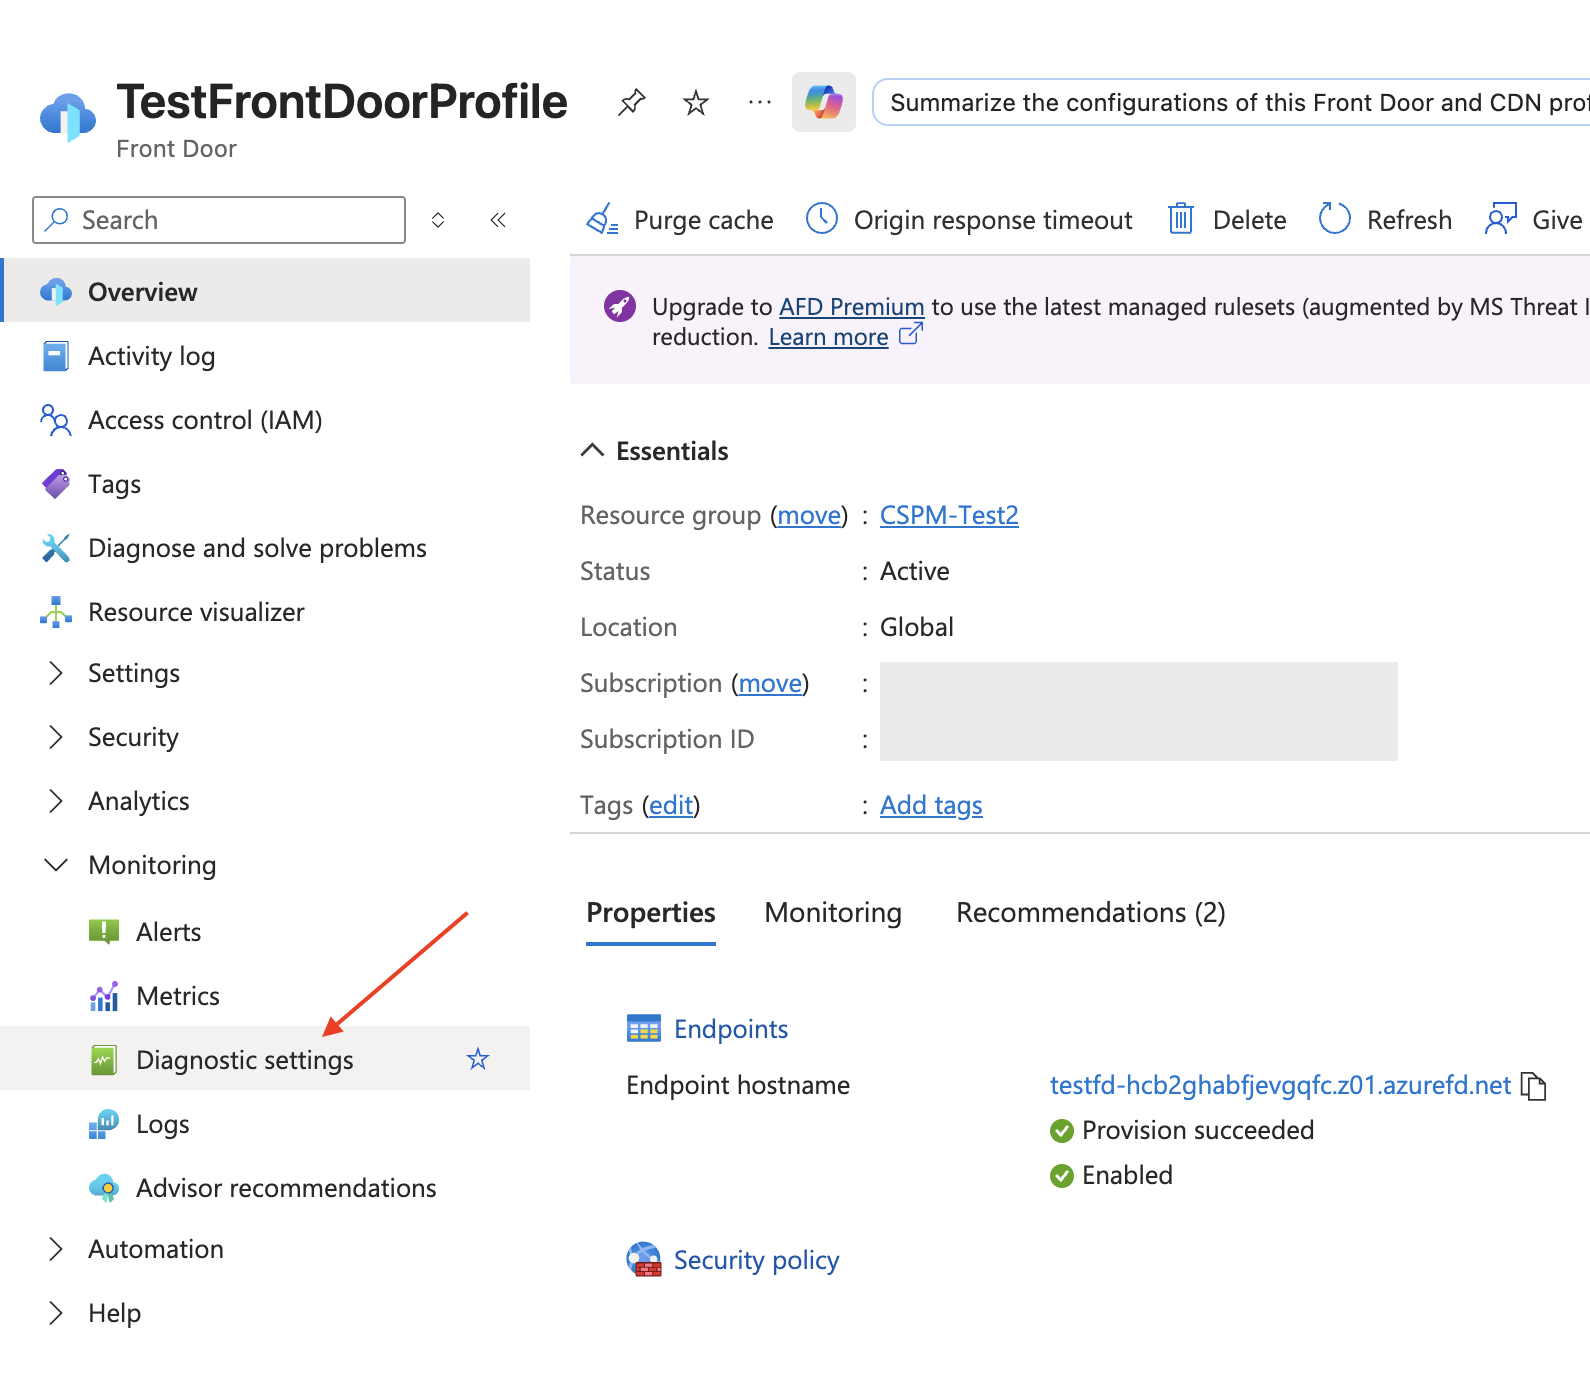 TestFrontDoorProfile
Front Door
Summarize the configurations of this Front Door and CDN prof
Search
Purge cache
Origin response timeout
Delete
Refresh
Give
Overview
Activity log
Access control (IAM)
Tags
Diagnose and solve problems
Resource visualizer
Settings
Security
Analytics
Monitoring
Alerts
Metrics
Diagnostic settings
Logs
Advisor recommendations
Automation
Help
Upgrade to AFD Premium to use the latest managed rulesets (augmented by MS Threat I
reduction. Learn more
Essentials
Resource group (move) : CSPM-Test2
Status : Active
Location : Global
Subscription (move) :
Subscription ID :
Tags (edit) : Add tags
Properties
Monitoring
Recommendations (2)
Endpoints
Endpoint hostname
testfd-hcb2ghabfjevgqfc.z01.azurefd.net
Provision succeeded
Enabled
Security policy